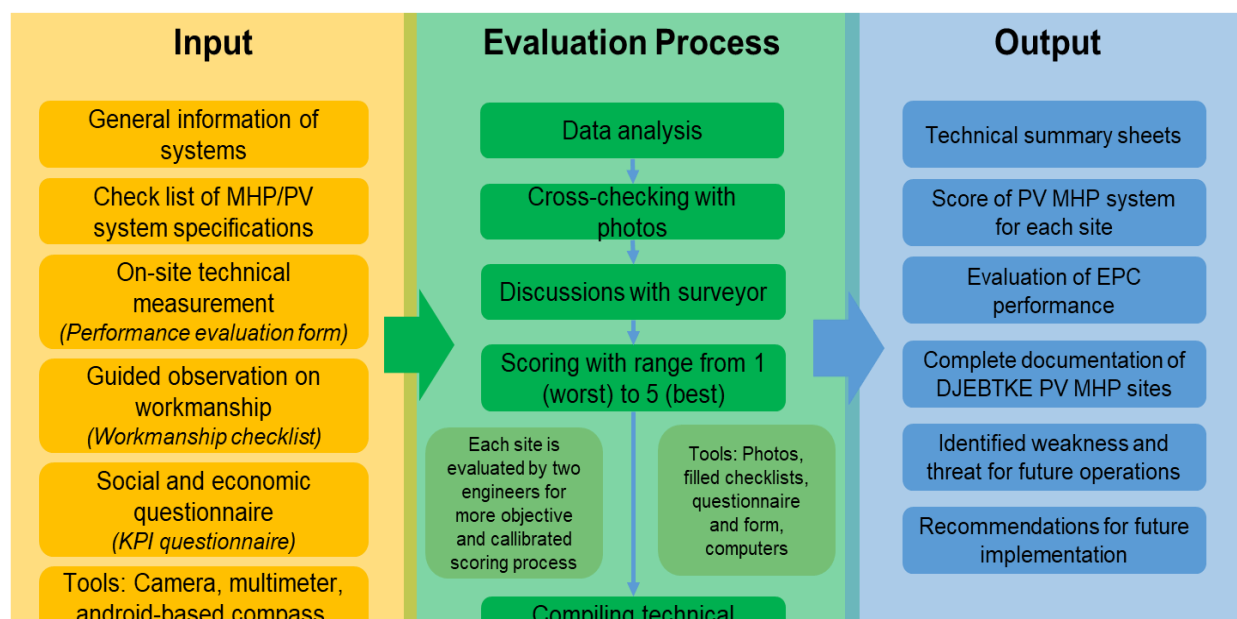 Input
General information of
systems
Check list of MHP/PV
system specifications
On-site technical
measurement
(Performance evaluation form)
Guided observation on
workmanship
(Workmanship checklist)
Social and economic
questionnaire
(KPI questionnaire)
Tools: Camera, multimeter,
android-based compass
Evaluation Process
Data analysis
Cross-checking with
photos
Discussions with surveyor
Scoring with range from 1
(worst) to 5 (best)
Each site is
evaluated by two
engineers for
more objective
and callibrated
scoring process
Tools: Photos,
filled checklists,
questionnaire
and form,
computers
Compiling technical
Output
Technical summary sheets
Score of PV MHP system
for each site
Evaluation of EPC
performance
Complete documentation of
DJEBTKE PV MHP sites
Identified weakness and
threat for future operations
Recommendations for future
implementation